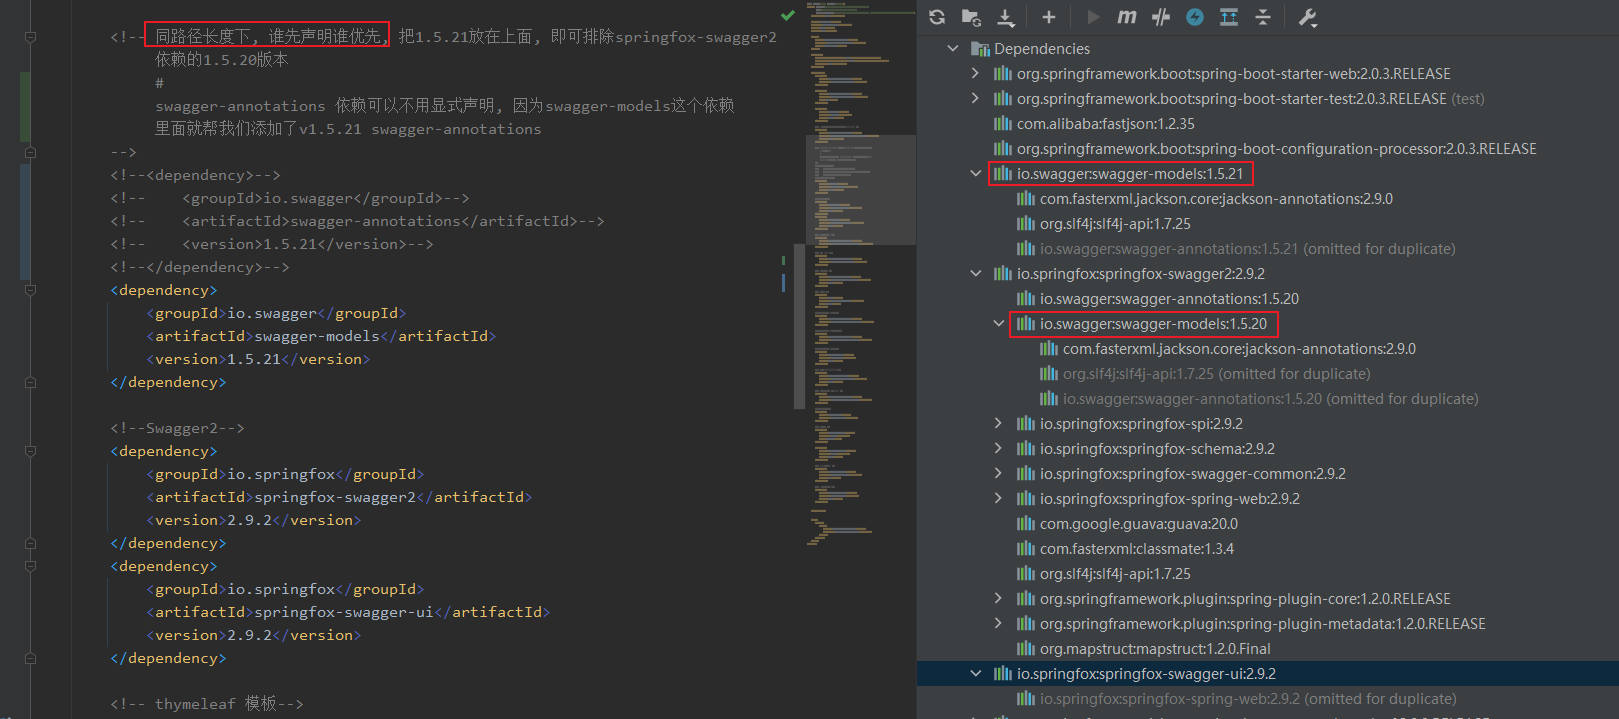 <!-- 同路径长度下, 谁先声明谁优先, 把1.5.21放在上面, 即可排除springfox-swagger2
依赖的1.5.20版本
#
swagger-annotations 依赖可以不用显式声明, 因为swagger-models这个依赖
里面就帮我们添加了v1.5.21 swagger-annotations
-->
<!--<dependency>-->
<!--    <groupId>io.swagger</groupId>-->
<!--    <artifactId>swagger-annotations</artifactId>-->
<!--    <version>1.5.21</version>-->
<!--</dependency>-->
<dependency>
<groupId>io.swagger</groupId>
<artifactId>swagger-models</artifactId>
<version>1.5.21</version>
</dependency>
<!--Swagger2-->
<dependency>
<groupId>io.springfox</groupId>
<artifactId>springfox-swagger2</artifactId>
<version>2.9.2</version>
</dependency>
<dependency>
<groupId>io.springfox</groupId>
<artifactId>springfox-swagger-ui</artifactId>
<version>2.9.2</version>
</dependency>
<!-- thymeleaf 模板-->
m
Dependencies
org.springframework.boot:spring-boot-starter-web:2.0.3.RELEASE
org.springframework.boot:spring-boot-starter-test:2.0.3.RELEASE (test)
com.alibaba:fastjson:1.2.35
org.springframework.boot:spring-boot-configuration-processor:2.0.3.RELEASE
io.swagger:swagger-models:1.5.21
com.fasterxml.jackson.core:jackson-annotations:2.9.0
org.slf4j:slf4j-api:1.7.25
io.swagger:swagger-annotations:1.5.21 (omitted for duplicate)
io.springfox:springfox-swagger2:2.9.2
io.swagger:swagger-annotations:1.5.20
io.swagger:swagger-models:1.5.20
com.fasterxml.jackson.core:jackson-annotations:2.9.0
org.slf4j:slf4j-api:1.7.25 (omitted for duplicate)
io.swagger:swagger-annotations:1.5.20 (omitted for duplicate)
io.springfox:springfox-spi:2.9.2
io.springfox:springfox-schema:2.9.2
io.springfox:springfox-swagger-common:2.9.2
io.springfox:springfox-spring-web:2.9.2
com.google.guava:guava:20.0
com.fasterxml:classmate:1.3.4
org.slf4j:slf4j-api:1.7.25
org.springframework.plugin:spring-plugin-core:1.2.0.RELEASE
org.springframework.plugin:spring-plugin-metadata:1.2.0.RELEASE
org.mapstruct:mapstruct:1.2.0.Final
io.springfox:springfox-swagger-ui:2.9.2
io.springfox:springfox-spring-web:2.9.2 (omitted for duplicate)